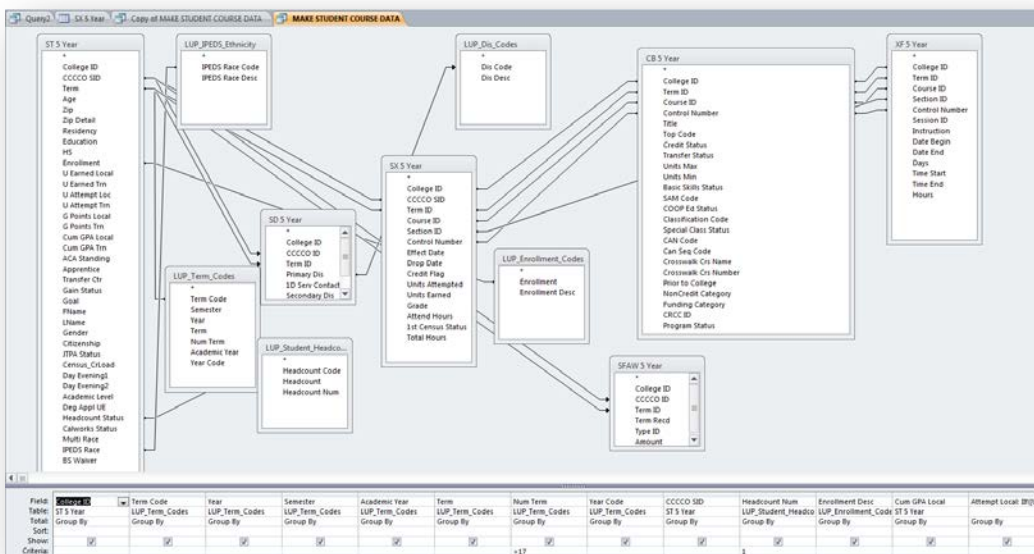 Query2 SX 5 Year Copy of MAKE STUDENT COURSE DATA MAKE STUDENT COURSE DATA
ST 5 Year
*
College ID
CCCCO SID
Term
Age
Zip
Zip Detail
Residency
Education
HS
Enrollment
U Earned Local
U Earned Trn
U Attempt Loc
U Attempt Trn
G Points Local
G Points Trn
Cum GPA Local
Cum GPA Trn
ACA Standing
Apprentice
Transfer Ctr
Gain Status
Goal
FName
LName
Gender
Citizenship
JTPA Status
Census_CrLoad
Day Evening1
Day Evening2
Academic Level
Deg Appl UE
Headcount Status
Calworks Status
Multi Race
IPEDS Race
BS Waiver
LUP_IPEDS_Ethnicity
*
IPEDS Race Code
IPEDS Race Desc
LUP_Term_Codes
*
Term Code
Semester
Year
Term
Num Term
Academic Year
Year Code
SD 5 Year
*
College ID
CCCCO ID
Term ID
Primary Dis
1D Serv Contact
Secondary Dis
LUP_Student_Headco...
*
Headcount Code
Headcount
Headcount Num
SX 5 Year
*
College ID
CCCCO SID
Term ID
Course ID
Section ID
Control Number
Effect Date
Drop Date
Credit Flag
Units Attempted
Units Earned
Grade
Attend Hours
1st Census Status
Total Hours
LUP_Dis_Codes
*
Dis Code
Dis Desc
LUP_Enrollment_Codes
*
Enrollment
Enrollment Desc
CB 5 Year
*
College ID
Term ID
Course ID
Control Number
Title
Top Code
Credit Status
Transfer Status
Units Max
Units Min
Basic Skills Status
SAM Code
COOP Ed Status
Classification Code
Special Class Status
CAN Code
Can Seq Code
Crosswalk Crs Name
Crosswalk Crs Number
Prior to College
NonCredit Category
Funding Category
CRCC ID
Program Status
SFAW 5 Year
*
College ID
CCCCO SID
Term ID
Term Recd
Type ID
Amount
XF 5 Year
*
College ID
Term ID
Course ID
Section ID
Control Number
Session ID
Instruction
Date Begin
Date End
Days
Time Start
Time End
Hours
Field: College ID Term Code Year Semester Academic Year Term Num Term Year Code CCCCO SID Headcount Num Enrollment Desc Cum GPA Local Attempt Local:
Table: ST 5 Year LUP_Term_Codes LUP_Term_Codes LUP_Term_Codes LUP_Term_Codes LUP_Term_Codes LUP_Term_Codes LUP_Term_Codes ST 5 Year LUP_Student_Headco LUP_Enrollment_Code ST 5 Year
Total: Group By Group By Group By Group By Group By Group By Group By Group By Group By Group By Group By Group By Group By
Sort:
Show:
Criteria: =17 1